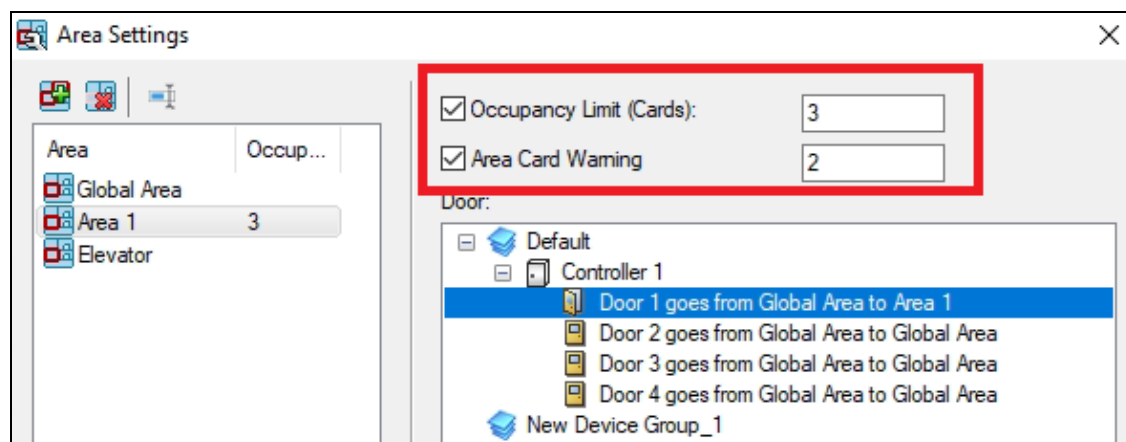 Area Settings
Occupancy Limit (Cards): 3
Area Card Warning 2
Area Occup...
Global Area
Area 1 3
Elevator
Door:
Default
Controller 1
Door 1 goes from Global Area to Area 1
Door 2 goes from Global Area to Global Area
Door 3 goes from Global Area to Global Area
Door 4 goes from Global Area to Global Area
New Device Group_1